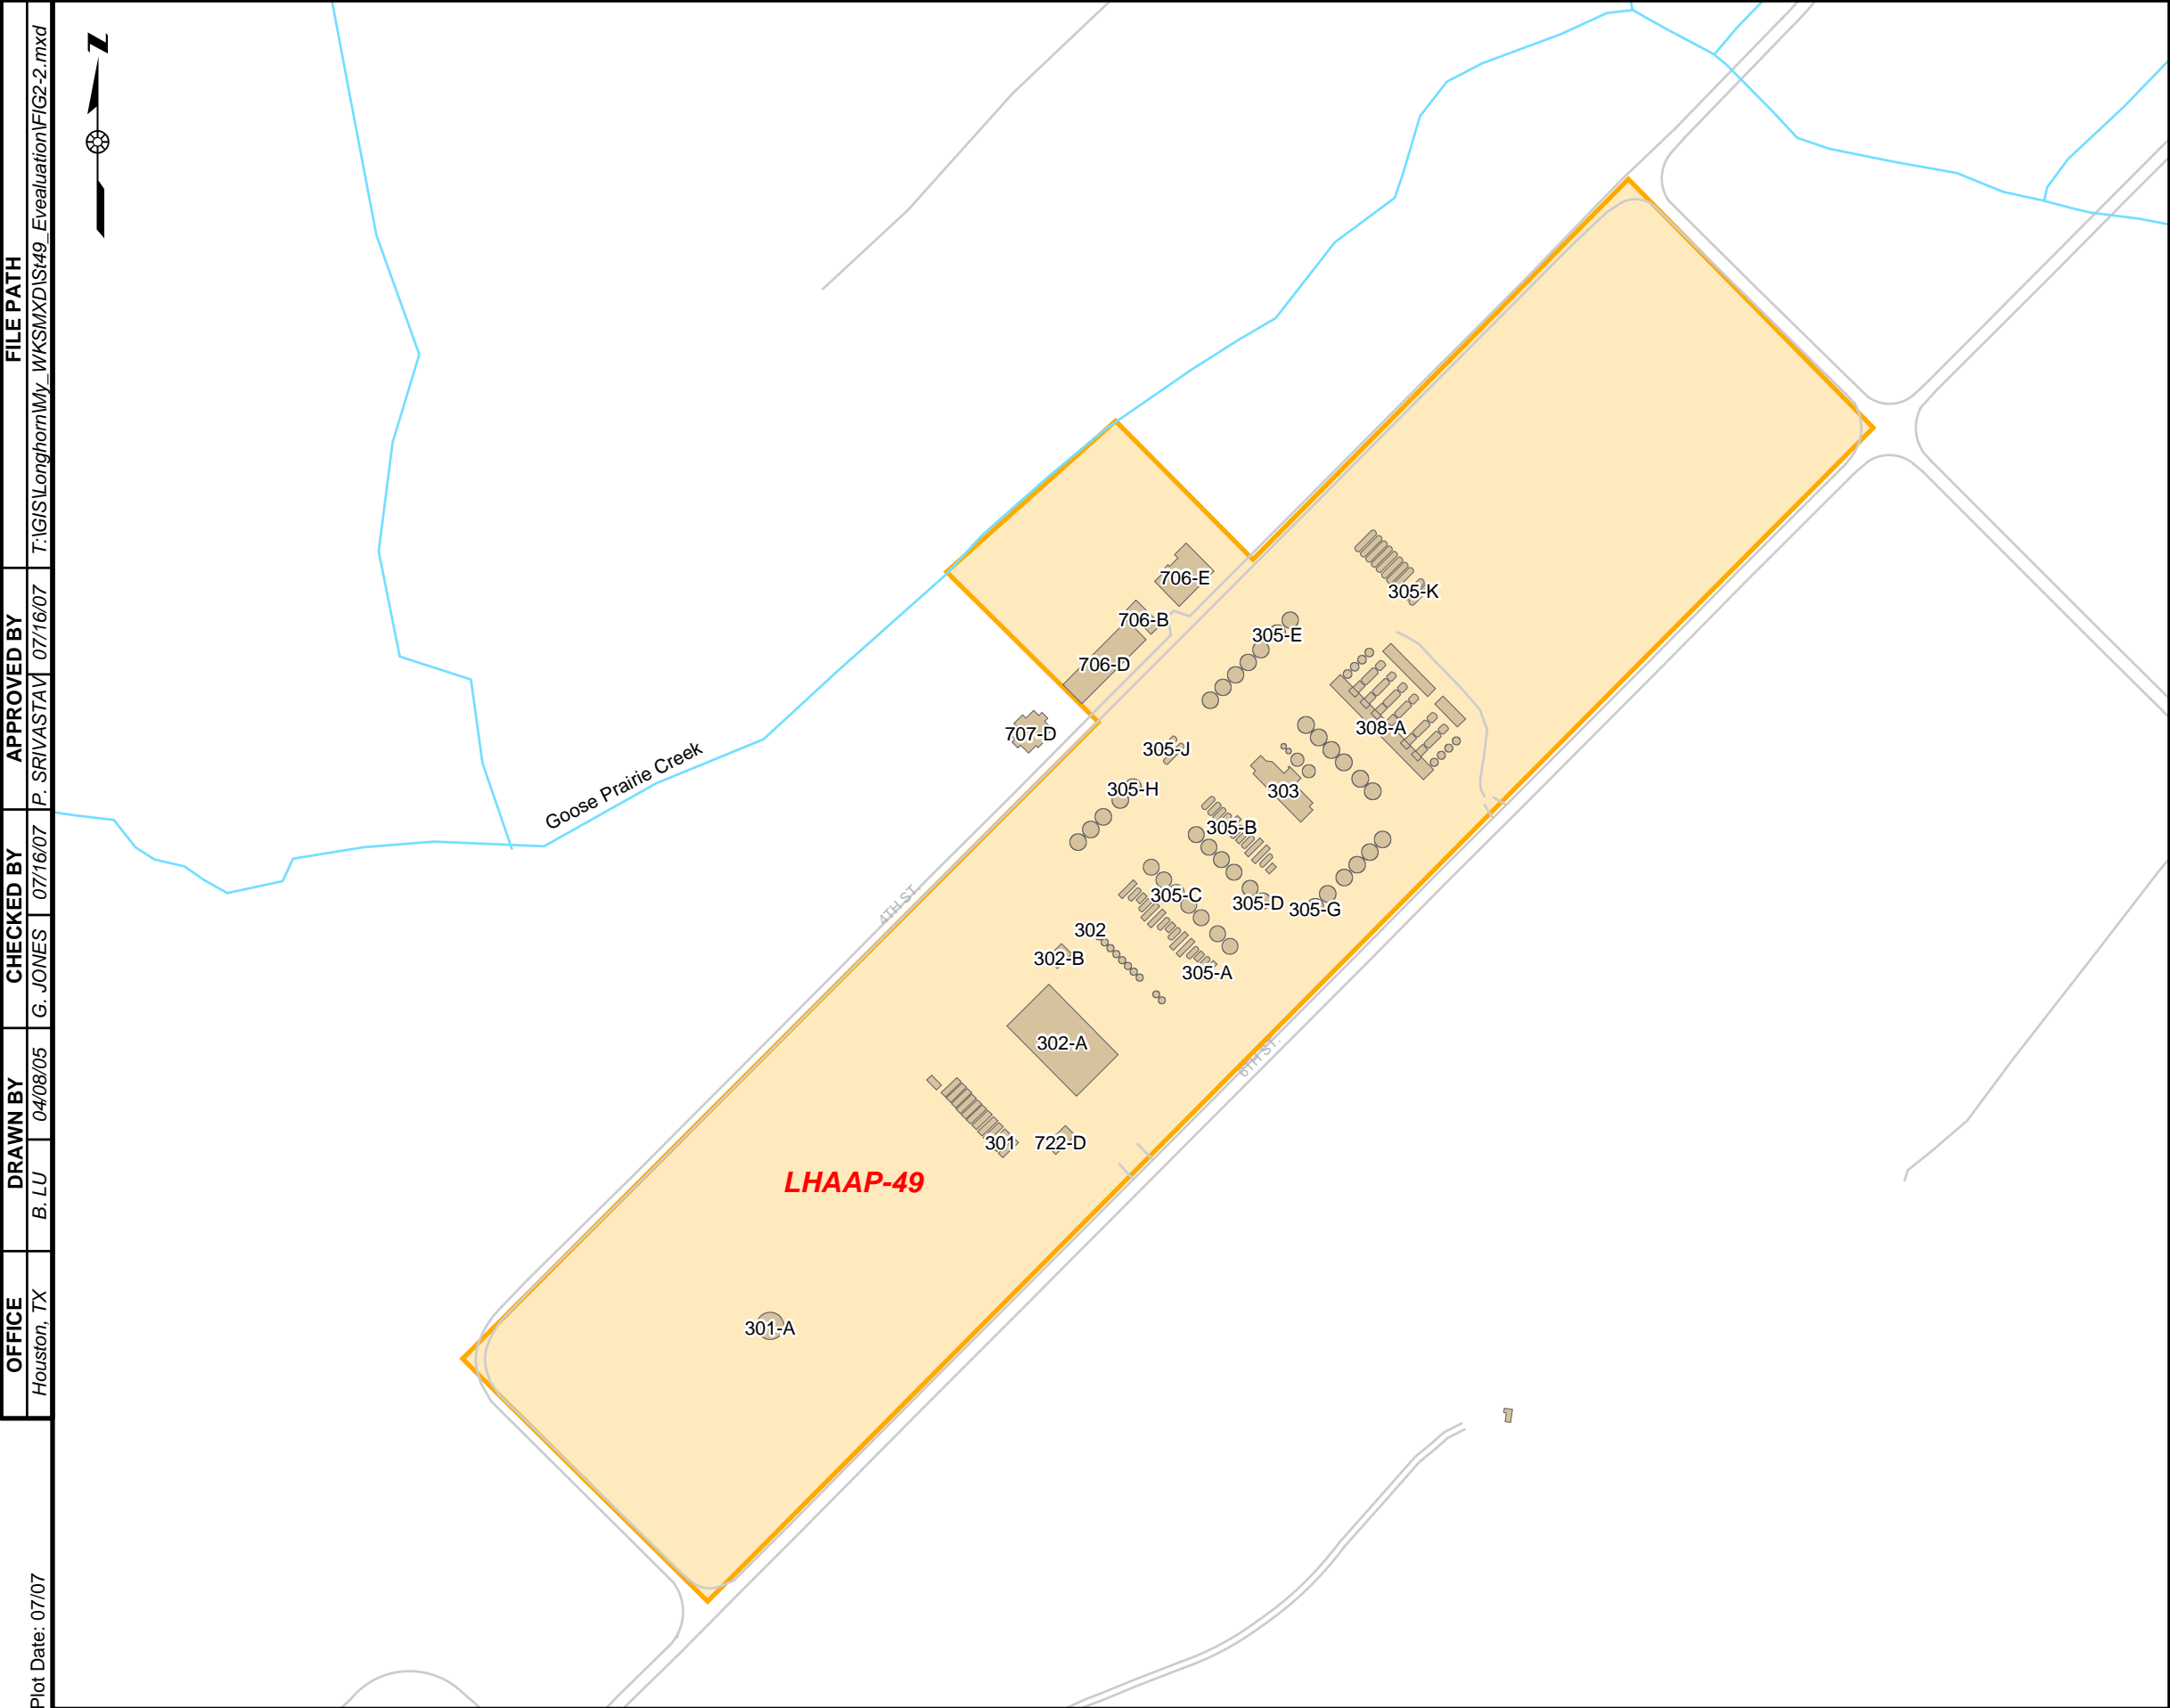 FILE PATH
T:\GIS\Longhorn\My_WKSMXD\St49_Evealuation\FIG2-2.mxd
APPROVED BY
P. SRIVASTAV 07/16/07
CHECKED BY
G. JONES 07/16/07
DRAWN BY
B. LU 04/08/05
OFFICE
Houston, TX
Plot Date: 07/07
N
Goose Prairie Creek
4TH ST.
6TH ST.
706-E
706-B
706-D
707-D
305-K
305-E
308-A
305-J
305-H
303
305-B
305-C
305-D
305-G
302
302-B
305-A
302-A
301
722-D
LHAAP-49
301-A